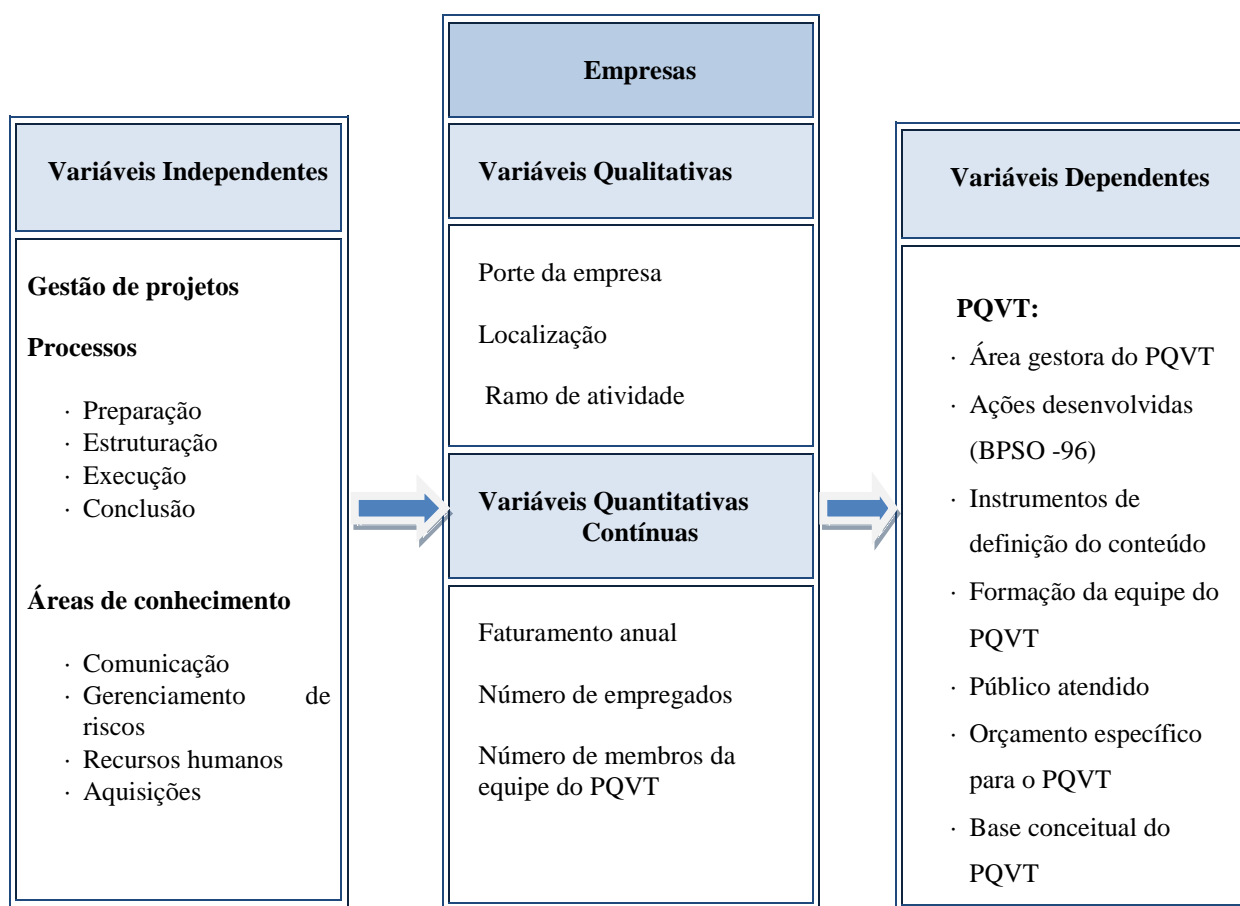 Variáveis Independentes
Gestão de projetos
Processos
· Preparação
· Estruturação
· Execução
· Conclusão
Áreas de conhecimento
· Comunicação
· Gerenciamento de
riscos
· Recursos humanos
· Aquisições
Empresas
Variáveis Qualitativas
Porte da empresa
Localização
Ramo de atividade
Variáveis Quantitativas
Contínuas
Faturamento anual
Número de empregados
Número de membros da
equipe do PQVT
Variáveis Dependentes
PQVT:
· Área gestora do PQVT
· Ações desenvolvidas
(BPSO -96)
· Instrumentos de
definição do conteúdo
· Formação da equipe do
PQVT
· Público atendido
· Orçamento específico
para o PQVT
· Base conceitual do
PQVT